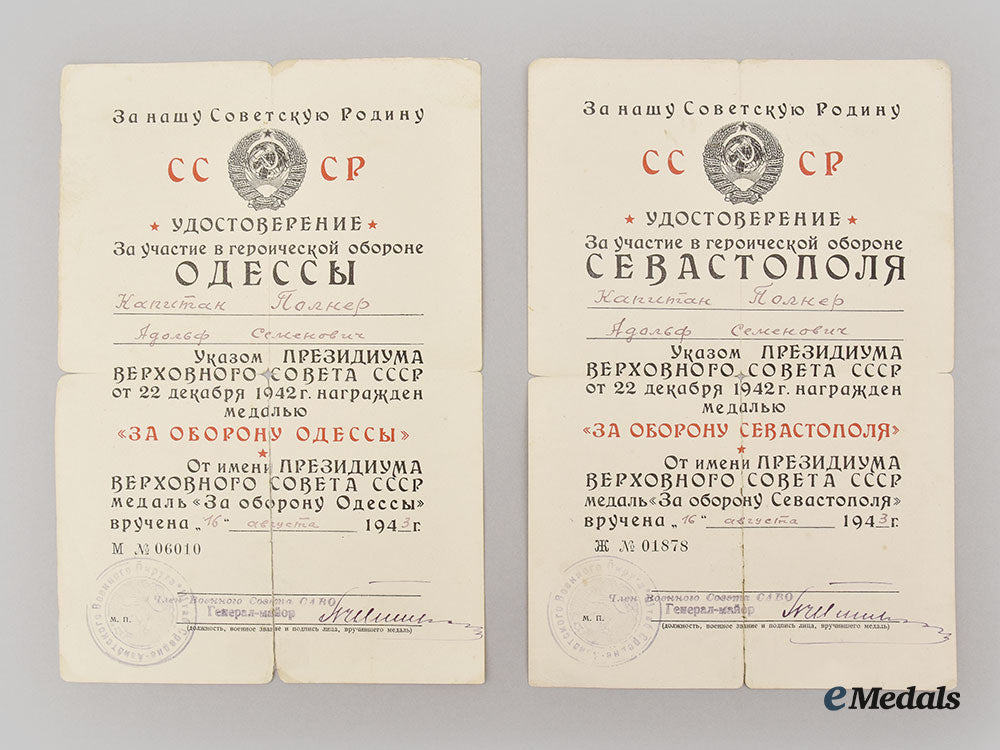 За нашу Советскую Родину
СС СР
УДОСТОВЕРЕНИЕ
За участие в героической обороне
ОДЕССЫ
Капитан Полнер
Адольф Семенович
Указом ПРЕЗИДИУМА
ВЕРХОВНОГО СОВЕТА СССР
от 22 декабря 1942 г. награжден
медалью
«ЗА ОБОРОНУ ОДЕССЫ»
От имени ПРЕЗИДИУМА
ВЕРХОВНОГО СОВЕТА СССР
медаль «За оборону Одессы»
вручена „16“ августа 1943 г.
М № 06010
Член Военного Совета САВО
Генерал-майор
м. п.
(должность, военное звание и подпись лица, вручившего медаль)
За нашу Советскую Родину
СС СР
УДОСТОВЕРЕНИЕ
За участие в героической обороне
СЕВАСТОПОЛЯ
Капитан Полнер
Адольф Семенович
Указом ПРЕЗИДИУМА
ВЕРХОВНОГО СОВЕТА СССР
от 22 декабря 1942 г. награжден
медалью
«ЗА ОБОРОНУ СЕВАСТОПОЛЯ»
От имени ПРЕЗИДИУМА
ВЕРХОВНОГО СОВЕТА СССР
медаль «За оборону Севастополя»
вручена „16“ августа 1943 г.
Ж № 01878
Член Военного Совета САВО
Генерал-майор
м. п.
(должность, военное звание и подпись лица, вручившего медаль)
eMedals